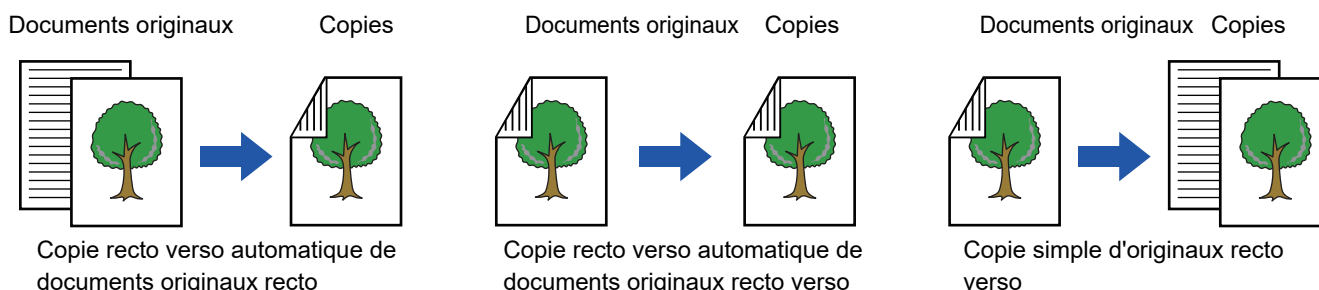 Documents originaux Copies
Copie recto verso automatique de
documents originaux recto
Documents originaux Copies
Copie recto verso automatique de
documents originaux recto verso
Documents originaux Copies
Copie simple d'originaux recto
verso